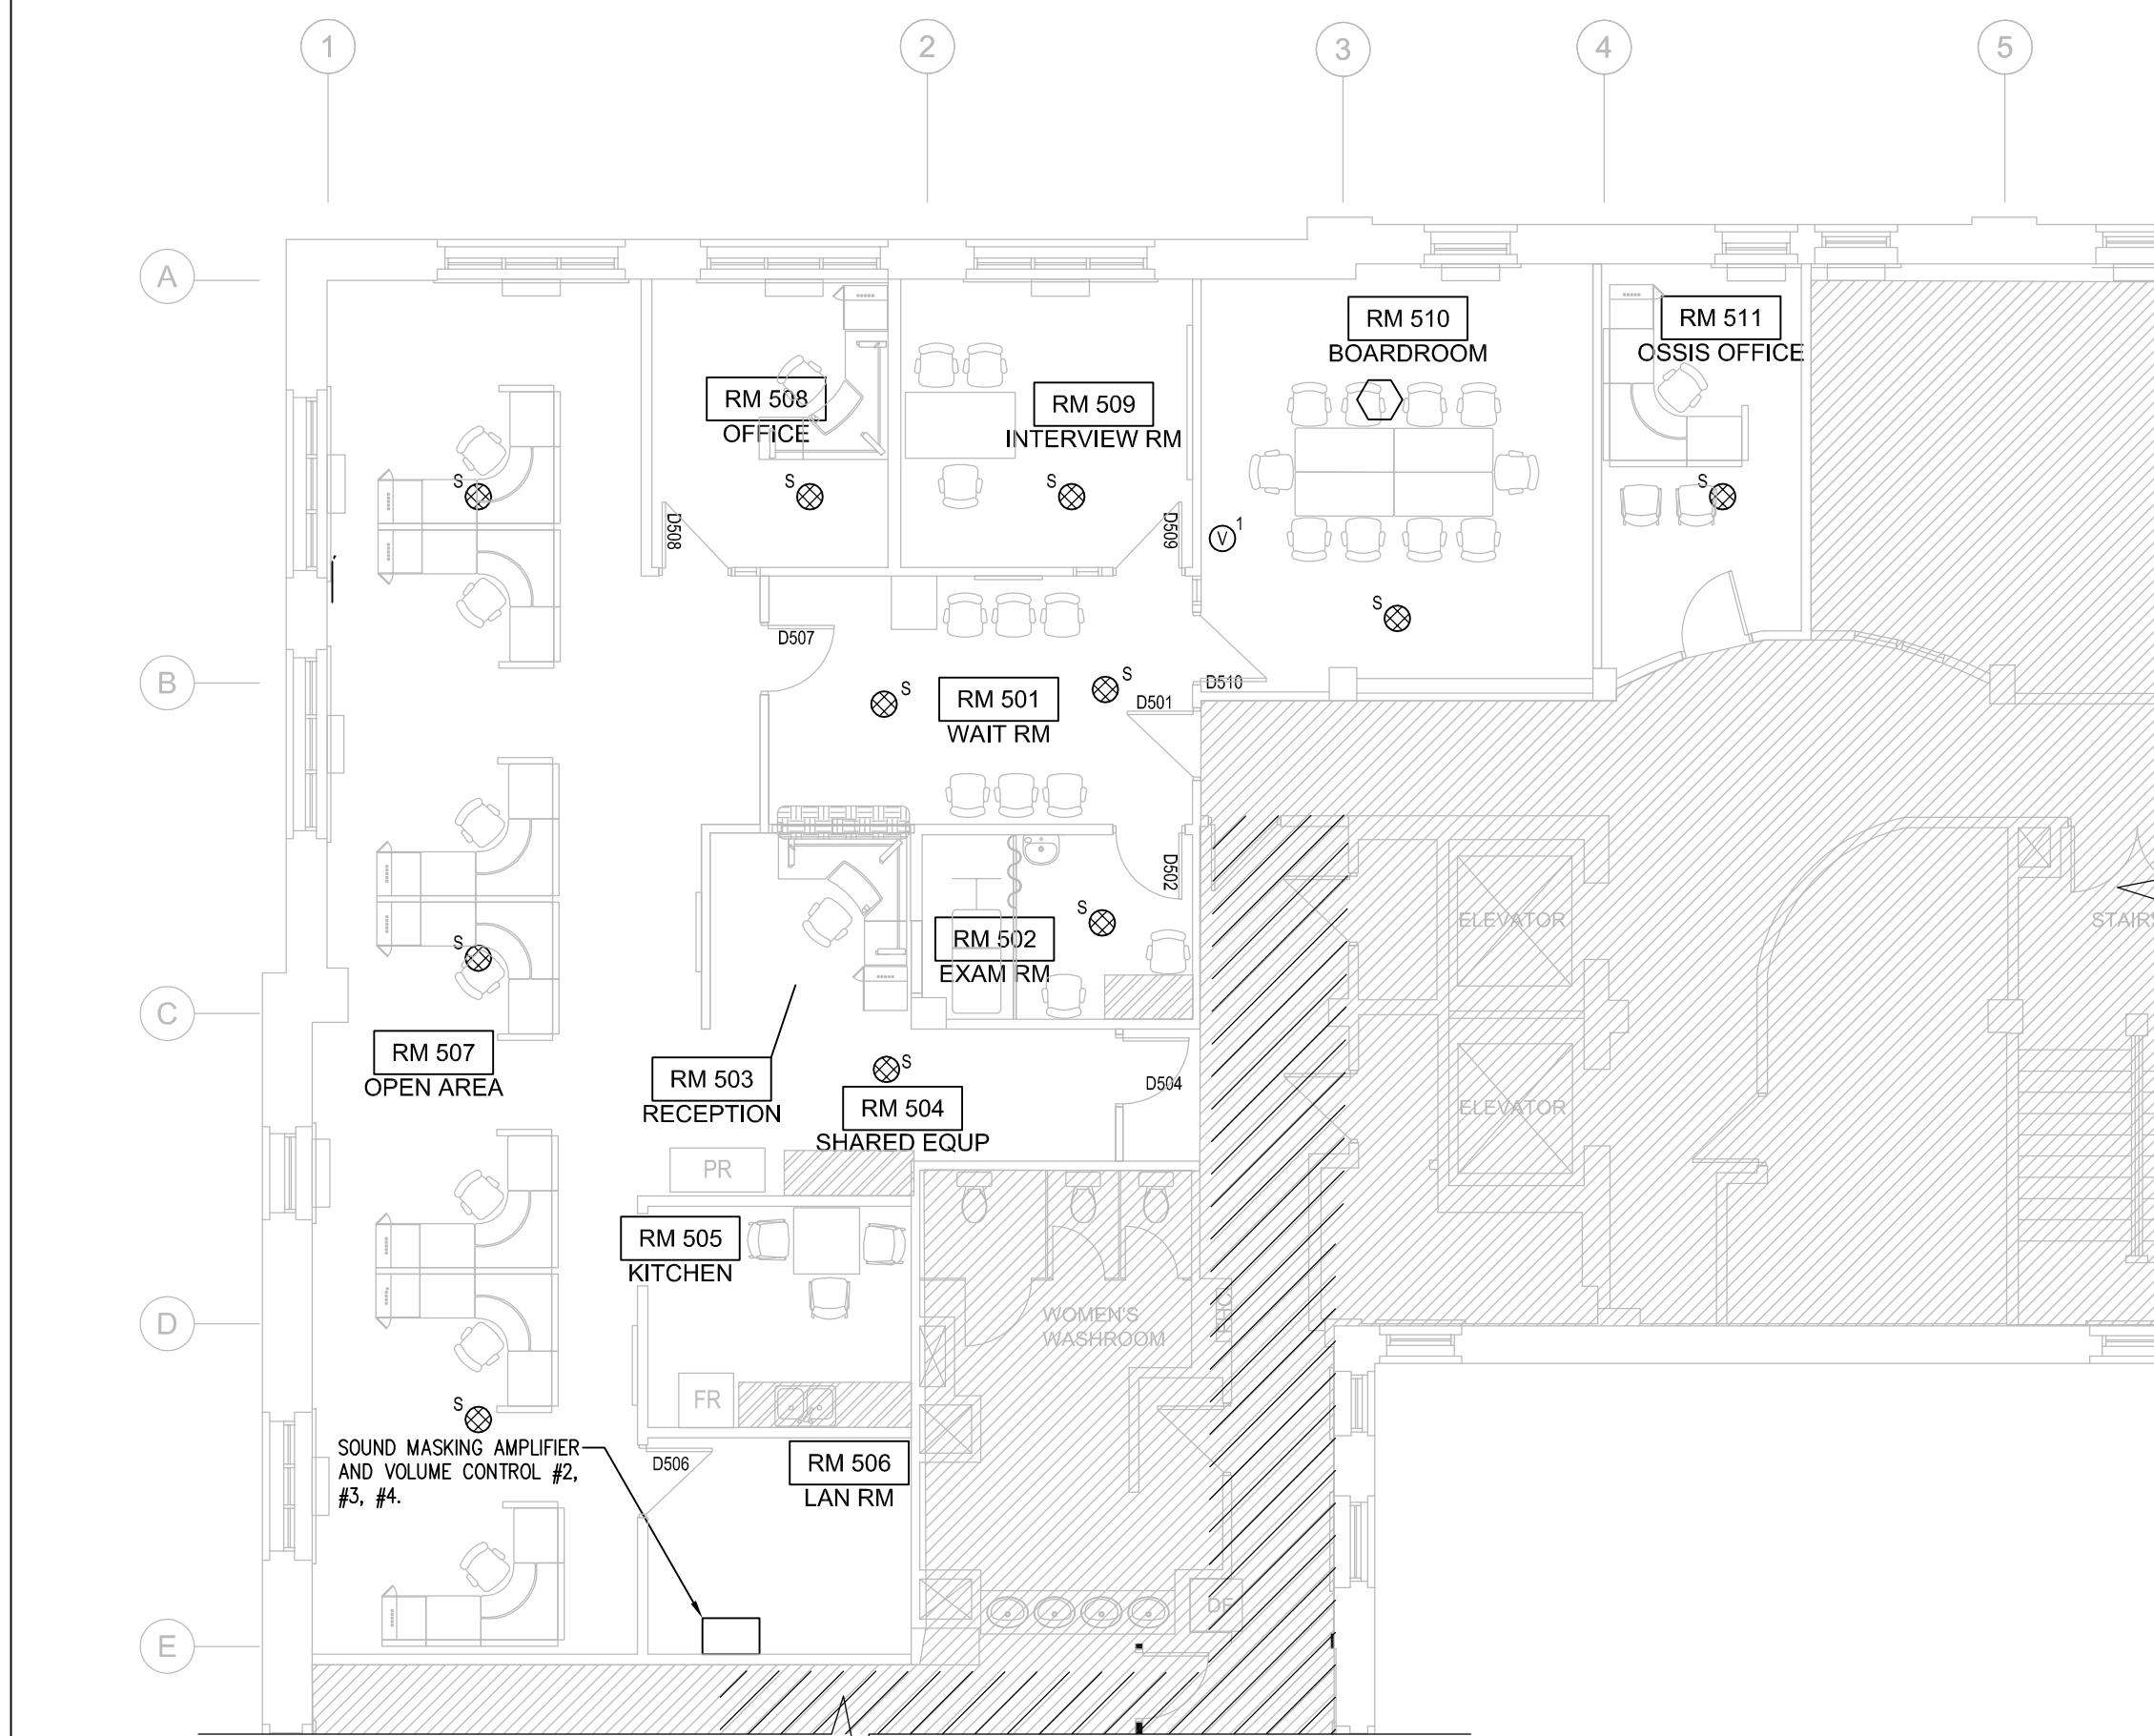 1
2
3
4
5
A
B
C
D
E
RM 510
BOARDROOM
RM 511
OSSIS OFFICE
RM 508
OFFICE
RM 509
INTERVIEW RM
S
S
S
S
D508
D509
V
1
S
D507
S
S
D510
D501
RM 501
WAIT RM
D502
S
RM 502
EXAM RM
S
ELEVATOR
STAIRS
RM 507
OPEN AREA
RM 503
RECEPTION
S
RM 504
SHARED EQUP
D504
ELEVATOR
PR
RM 505
KITCHEN
WOMEN'S
WASHROOM
FR
S
SOUND MASKING AMPLIFIER
AND VOLUME CONTROL #2,
#3, #4.
D506
RM 506
LAN RM
DF